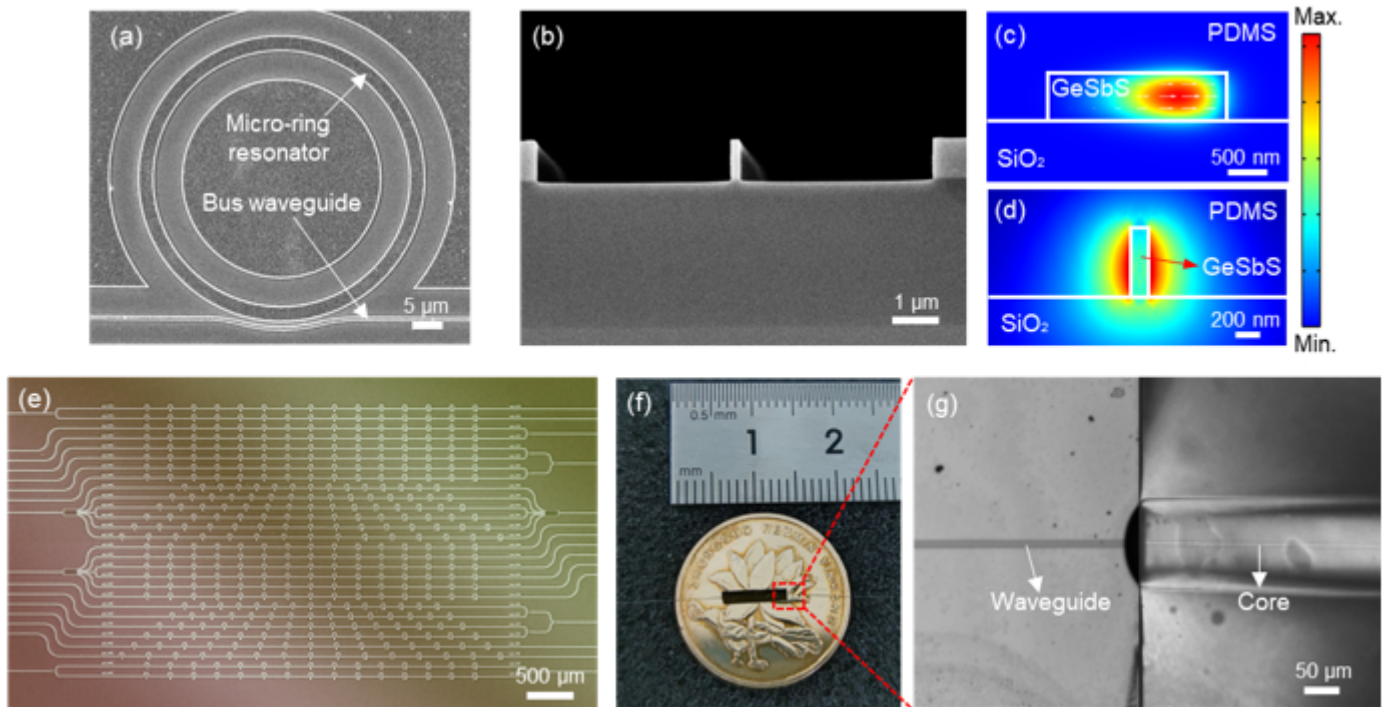 (a)
Micro-ring
resonator
Bus waveguide
5 μm
(b)
1 μm
(c)
PDMS
GeSbS
SiO₂
500 nm
(d)
PDMS
GeSbS
SiO₂
200 nm
Max.
Min.
(e)
500 μm
(f)
0.5 mm
1 2
mm
(g)
Waveguide
Core
50 μm